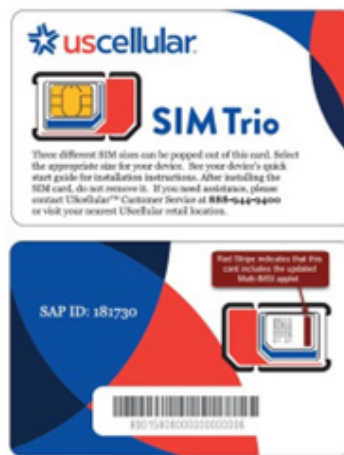 uscellular
SIM Trio
Three different SIM sizes can be popped out of this card. Select
the appropriate size for your device. See your device's quick
start guide for installation instructions. After installing the
SIM card, do not remove it. If you need assistance, please
contact UScellular™ Customer Service at 888-944-9400
or visit your nearest UScellular retail location.
Red Stripe indicates that this
card includes the updated
Multi-IMSI applet.
SAP ID: 181730